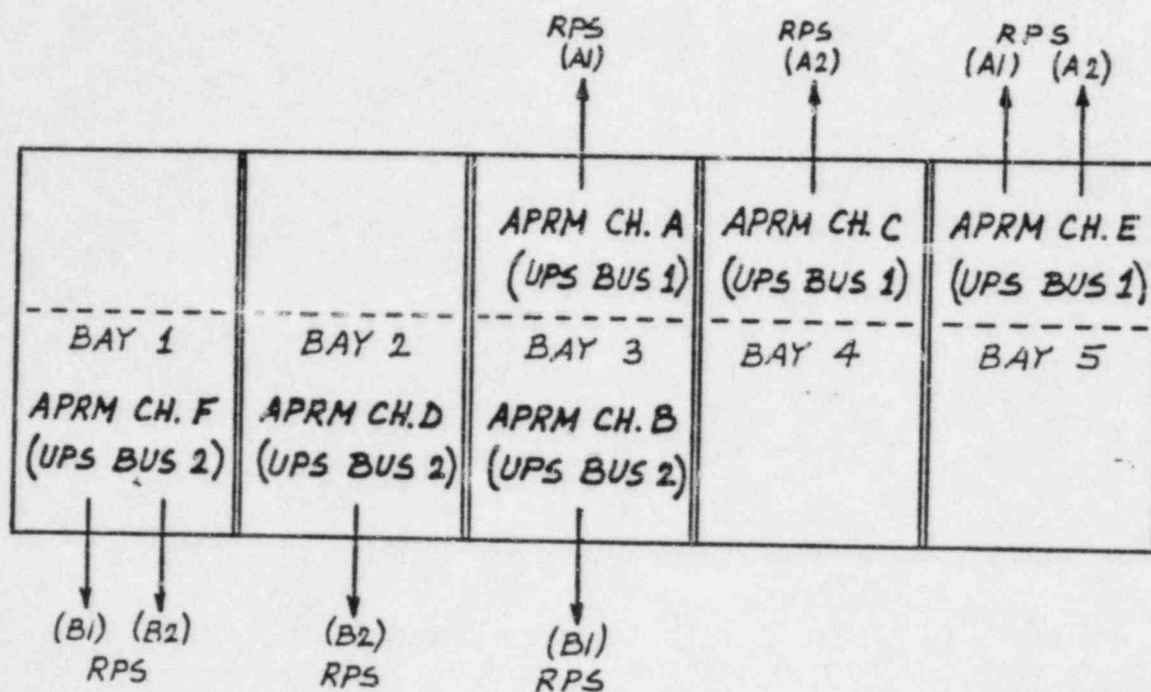 RPS
(A1)
RPS
(A2)
RPS
(A1) (A2)
APRM CH. A
(UPS BUS 1)
APRM CH. C
(UPS BUS 1)
APRM CH. E
(UPS BUS 1)
BAY 1
BAY 2
BAY 3
BAY 4
BAY 5
APRM CH. F
(UPS BUS 2)
APRM CH. D
(UPS BUS 2)
APRM CH. B
(UPS BUS 2)
(B1) (B2)
RPS
(B2)
RPS
(B1)
RPS